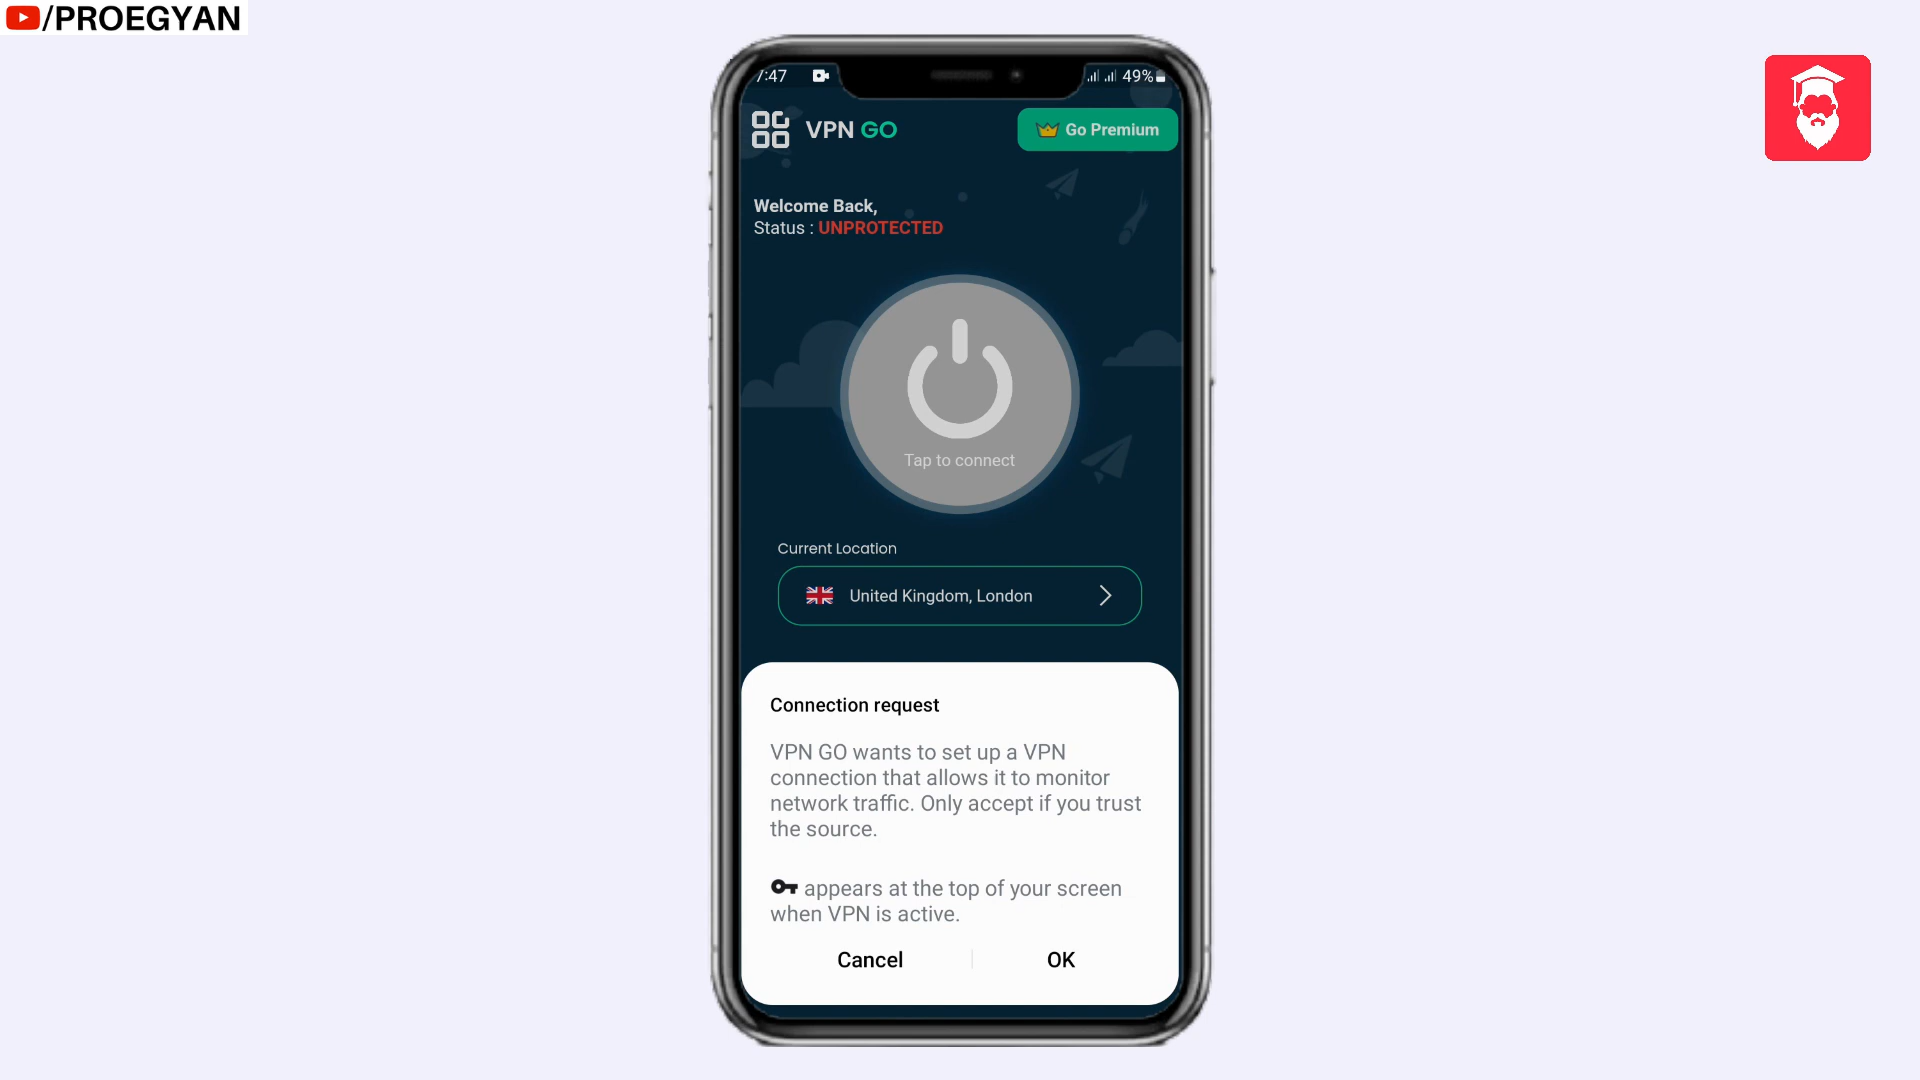 /PROEGYAN
7:47
49%
VPN GO
Go Premium
Welcome Back,
Status : UNPROTECTED
Tap to connect
Current Location
United Kingdom, London
Connection request
VPN GO wants to set up a VPN
connection that allows it to monitor
network traffic. Only accept if you trust
the source.
appears at the top of your screen
when VPN is active.
Cancel
OK